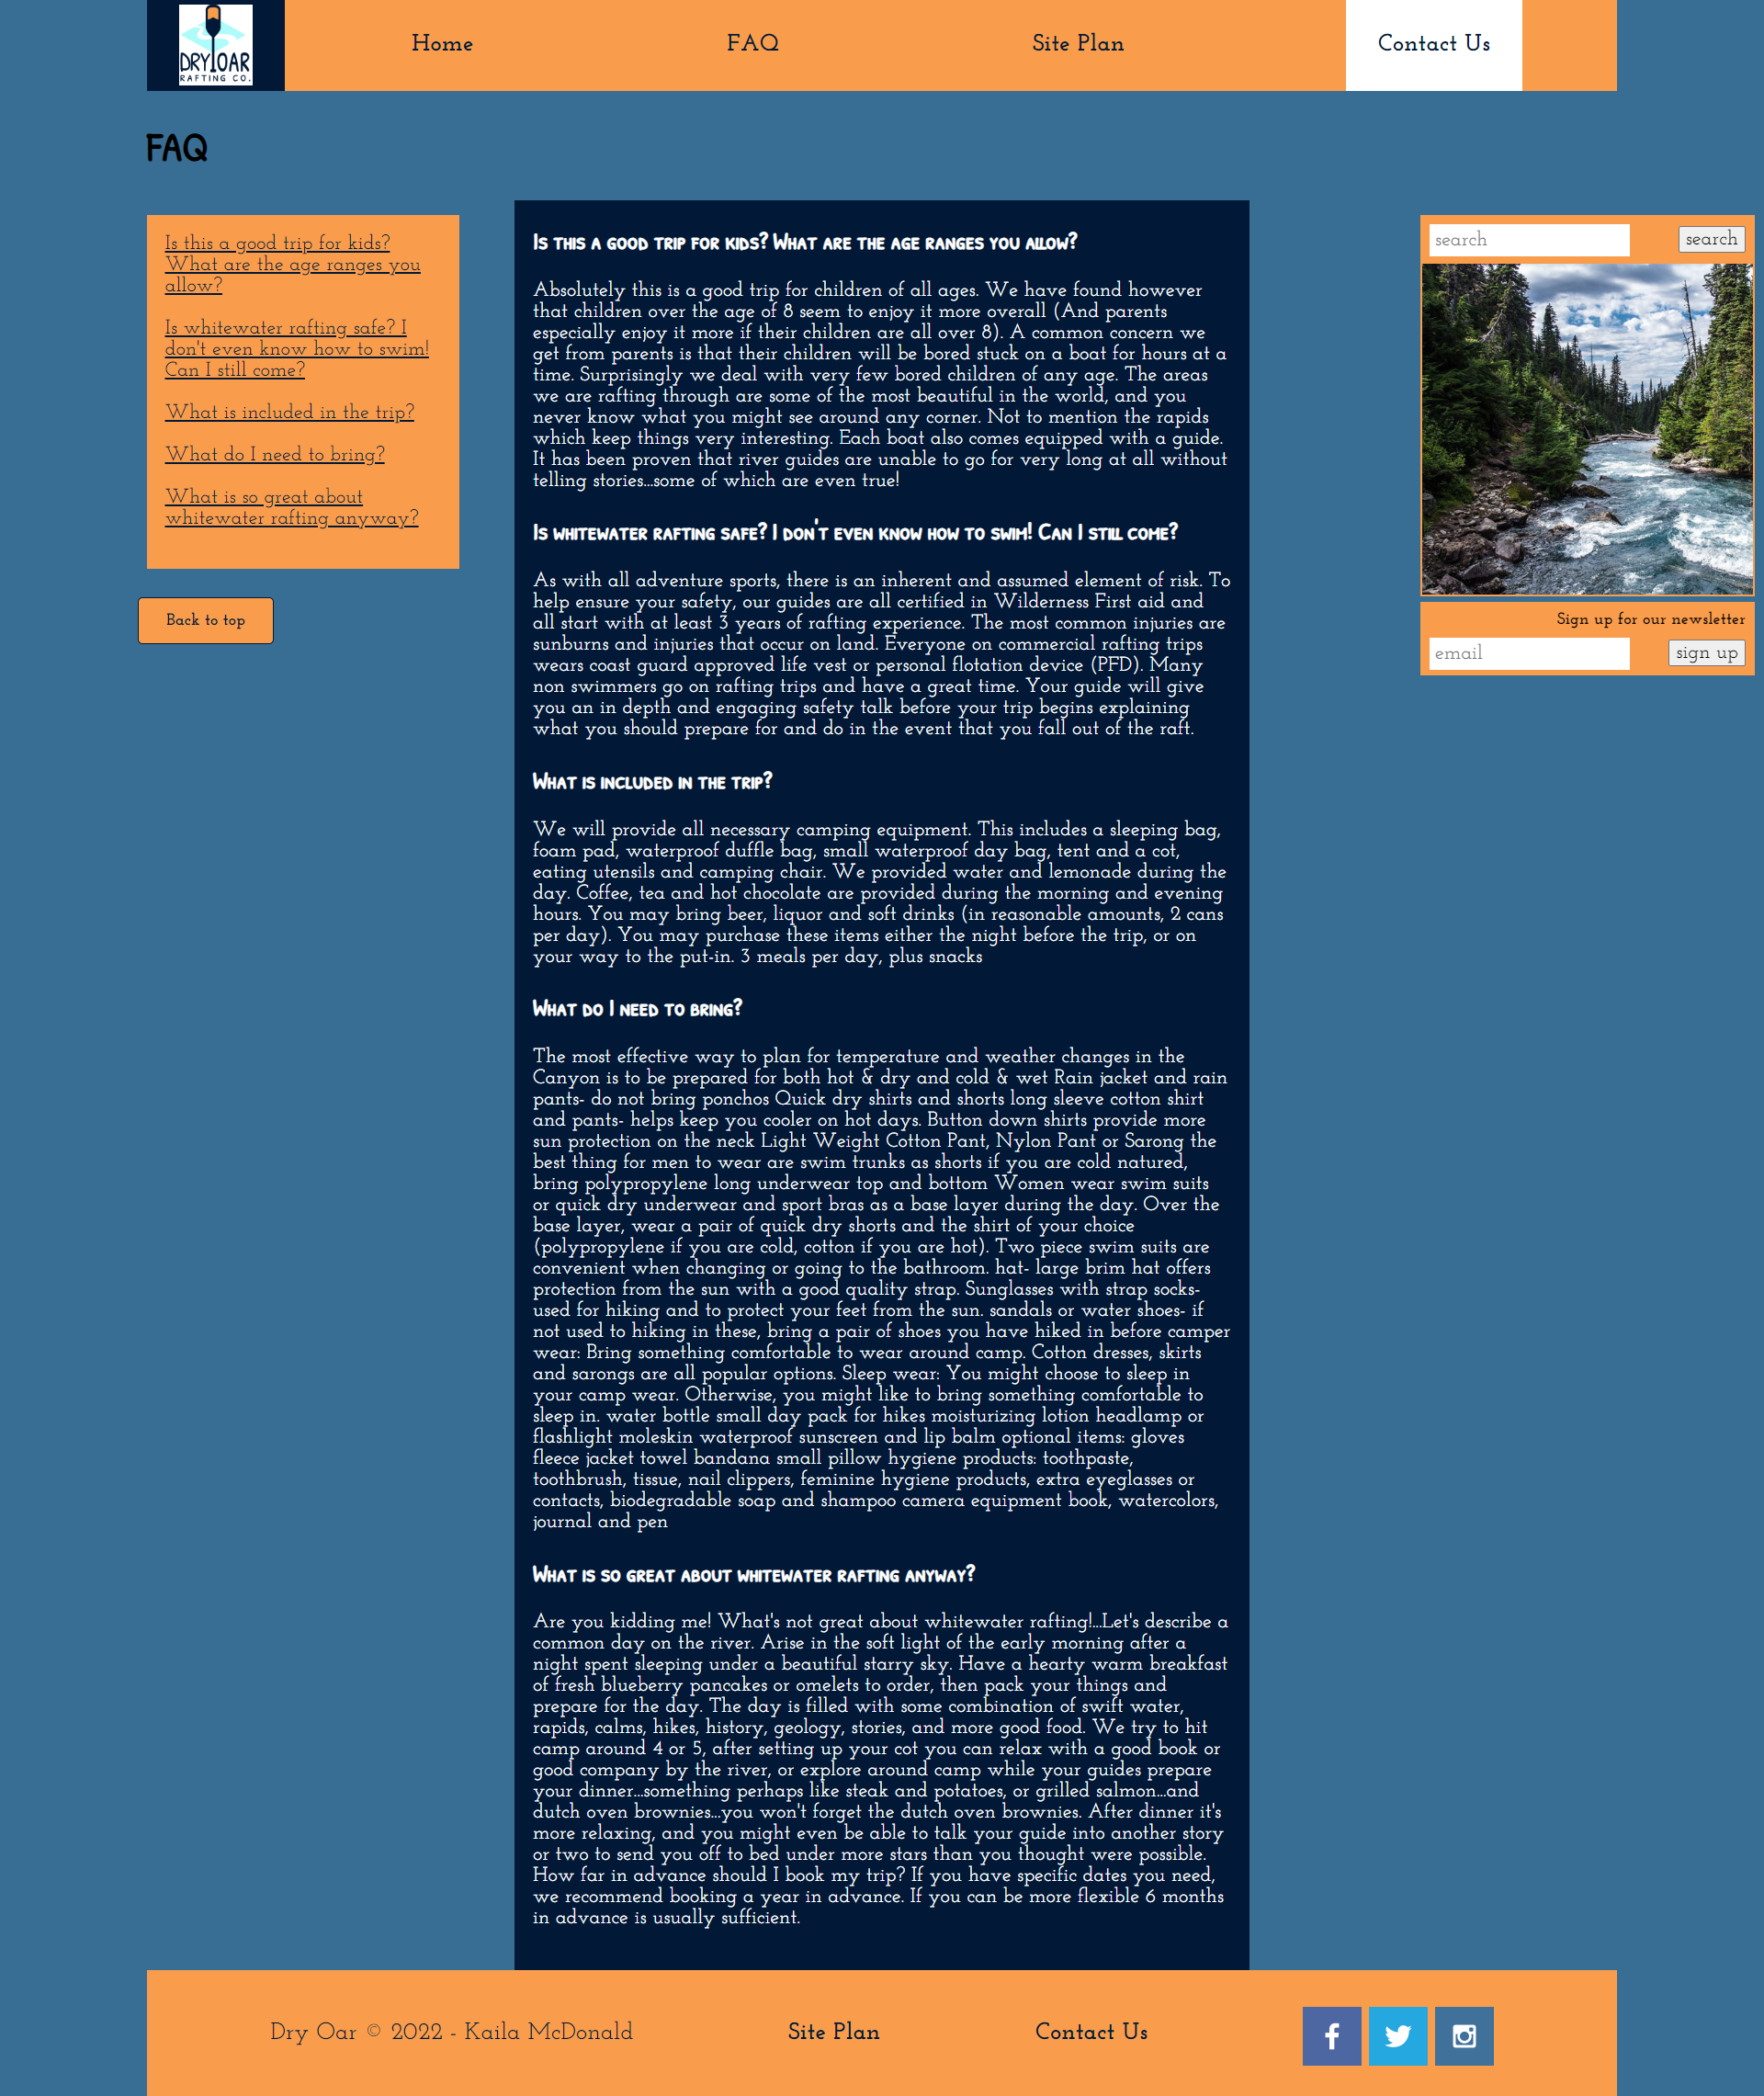 DRY OAR
RAFTING CO.
Home
FAQ
Site Plan
Contact Us
FAQ
Is this a good trip for kids?
What are the age ranges you
allow?
Is whitewater rafting safe? I
don't even know how to swim!
Can I still come?
What is included in the trip?
What do I need to bring?
What is so great about
whitewater rafting anyway?
Back to top
Is this a good trip for kids? What are the age ranges you allow?
Absolutely this is a good trip for children of all ages. We have found however
that children over the age of 8 seem to enjoy it more overall (And parents
especially enjoy it more if their children are all over 8). A common concern we
get from parents is that their children will be bored stuck on a boat for hours at a
time. Surprisingly we deal with very few bored children of any age. The areas
we are rafting through are some of the most beautiful in the world, and you
never know what you might see around any corner. Not to mention the rapids
which keep things very interesting. Each boat also comes equipped with a guide.
It has been proven that river guides are unable to go for very long at all without
telling stories...some of which are even true!
Is whitewater rafting safe? I don't even know how to swim! Can I still come?
As with all adventure sports, there is an inherent and assumed element of risk. To
help ensure your safety, our guides are all certified in Wilderness First aid and
all start with at least 3 years of rafting experience. The most common injuries are
sunburns and injuries that occur on land. Everyone on commercial rafting trips
wears coast guard approved life vest or personal flotation device (PFD). Many
non swimmers go on rafting trips and have a great time. Your guide will give
you an in depth and engaging safety talk before your trip begins explaining
what you should prepare for and do in the event that you fall out of the raft.
What is included in the trip?
We will provide all necessary camping equipment. This includes a sleeping bag,
foam pad, waterproof duffle bag, small waterproof day bag, tent and a cot,
eating utensils and camping chair. We provided water and lemonade during the
day. Coffee, tea and hot chocolate are provided during the morning and evening
hours. You may bring beer, liquor and soft drinks (in reasonable amounts, 2 cans
per day). You may purchase these items either the night before the trip, or on
your way to the put-in. 3 meals per day, plus snacks
What do I need to bring?
The most effective way to plan for temperature and weather changes in the
Canyon is to be prepared for both hot & dry and cold & wet Rain jacket and rain
pants- do not bring ponchos Quick dry shirts and shorts long sleeve cotton shirt
and pants- helps keep you cooler on hot days. Button down shirts provide more
sun protection on the neck Light Weight Cotton Pant, Nylon Pant or Sarong the
best thing for men to wear are swim trunks as shorts if you are cold natured,
bring polypropylene long underwear top and bottom Women wear swim suits
or quick dry underwear and sport bras as a base layer during the day. Over the
base layer, wear a pair of quick dry shorts and the shirt of your choice
(polypropylene if you are cold, cotton if you are hot). Two piece swim suits are
convenient when changing or going to the bathroom. hat- large brim hat offers
protection from the sun with a good quality strap. Sunglasses with strap socks-
used for hiking and to protect your feet from the sun. sandals or water shoes- if
not used to hiking in these, bring a pair of shoes you have hiked in before camper
wear: Bring something comfortable to wear around camp. Cotton dresses, skirts
and sarongs are all popular options. Sleep wear: You might choose to sleep in
your camp wear. Otherwise, you might like to bring something comfortable to
sleep in. water bottle small day pack for hikes moisturizing lotion headlamp or
flashlight moleskin waterproof sunscreen and lip balm optional items: gloves
fleece jacket towel bandana small pillow hygiene products: toothpaste,
toothbrush, tissue, nail clippers, feminine hygiene products, extra eyeglasses or
contacts, biodegradable soap and shampoo camera equipment book, watercolors,
journal and pen
What is so great about whitewater rafting anyway?
Are you kidding me! What's not great about whitewater rafting!...Let's describe a
common day on the river. Arise in the soft light of the early morning after a
night spent sleeping under a beautiful starry sky. Have a hearty warm breakfast
of fresh blueberry pancakes or omelets to order, then pack your things and
prepare for the day. The day is filled with some combination of swift water,
rapids, calms, hikes, history, geology, stories, and more good food. We try to hit
camp around 4 or 5, after setting up your cot you can relax with a good book or
good company by the river, or explore around camp while your guides prepare
your dinner...something perhaps like steak and potatoes, or grilled salmon...and
dutch oven brownies...you won't forget the dutch oven brownies. After dinner it's
more relaxing, and you might even be able to talk your guide into another story
or two to send you off to bed under more stars than you thought were possible.
How far in advance should I book my trip? If you have specific dates you need,
we recommend booking a year in advance. If you can be more flexible 6 months
in advance is usually sufficient.
search
search
Sign up for our newsletter
email
sign up
Dry Oar © 2022 - Kaila McDonald
Site Plan
Contact Us